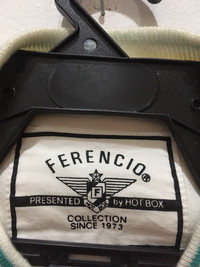 FERENCIO®
F
PRESENTED by HOT BOX
COLLECTION
SINCE 1973